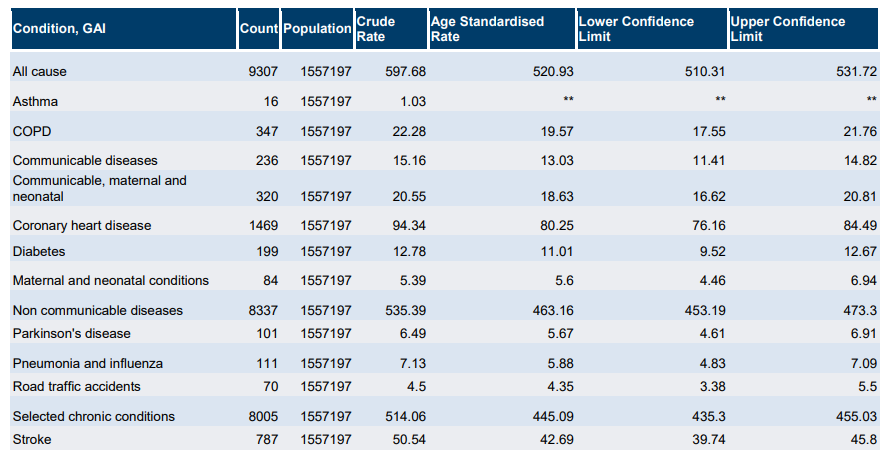 Condition, GAI Count Population Crude Rate Age Standardised Rate Lower Confidence Limit Upper Confidence Limit
All cause 9307 1557197 597.68 520.93 510.31 531.72
Asthma 16 1557197 1.03 ** ** **
COPD 347 1557197 22.28 19.57 17.55 21.76
Communicable diseases 236 1557197 15.16 13.03 11.41 14.82
Communicable, maternal and
neonatal 320 1557197 20.55 18.63 16.62 20.81
Coronary heart disease 1469 1557197 94.34 80.25 76.16 84.49
Diabetes 199 1557197 12.78 11.01 9.52 12.67
Maternal and neonatal conditions 84 1557197 5.39 5.6 4.46 6.94
Non communicable diseases 8337 1557197 535.39 463.16 453.19 473.3
Parkinson's disease 101 1557197 6.49 5.67 4.61 6.91
Pneumonia and influenza 111 1557197 7.13 5.88 4.83 7.09
Road traffic accidents 70 1557197 4.5 4.35 3.38 5.5
Selected chronic conditions 8005 1557197 514.06 445.09 435.3 455.03
Stroke 787 1557197 50.54 42.69 39.74 45.8